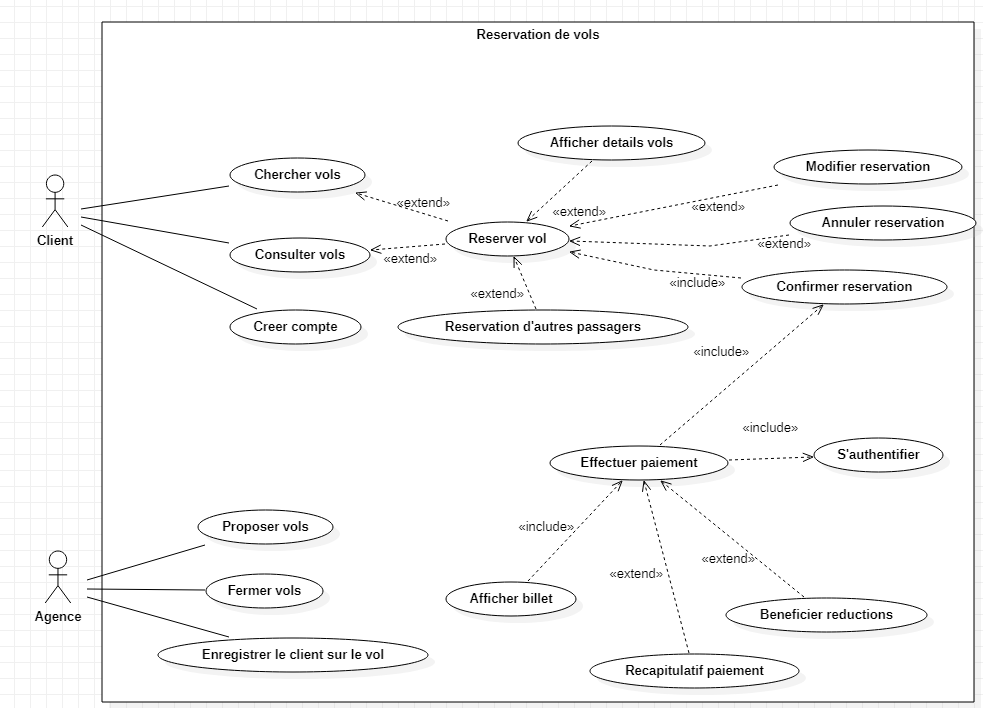 Reservation de vols
Afficher details vols
Modifier reservation
Chercher vols
«extend»
«extend»
«extend»
Annuler reservation
Client
Reserver vol
«extend»
Consulter vols
«extend»
«include»
Confirmer reservation
«extend»
Creer compte
Reservation d'autres passagers
«include»
«include»
S'authentifier
Effectuer paiement
Proposer vols
«include»
«extend»
«extend»
Fermer vols
Afficher billet
Agence
Beneficier reductions
Enregistrer le client sur le vol
Recapitulatif paiement